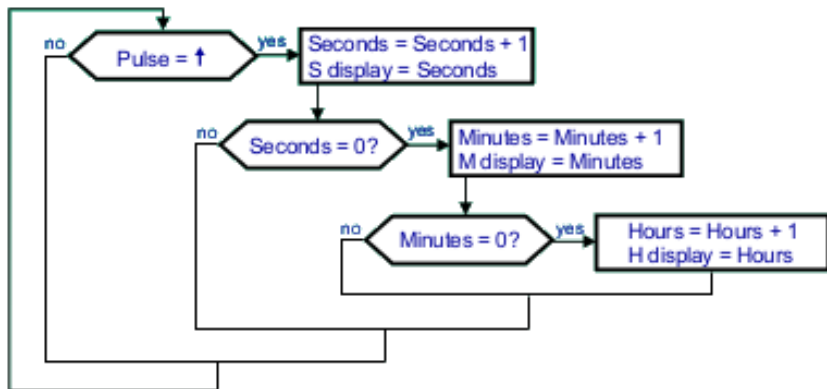 no
Pulse = ↑
yes
Seconds = Seconds + 1
S display = Seconds
no
Seconds = 0?
yes
Minutes = Minutes + 1
M display = Minutes
no
Minutes = 0?
yes
Hours = Hours + 1
H display = Hours